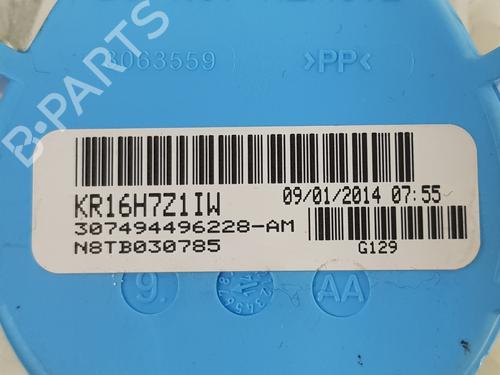 3063559 >PP<
B-PARTS
KR16H7Z1IW 09/01/2014 07:55
307494496228-AM
N8TB030785 G129
9. AA